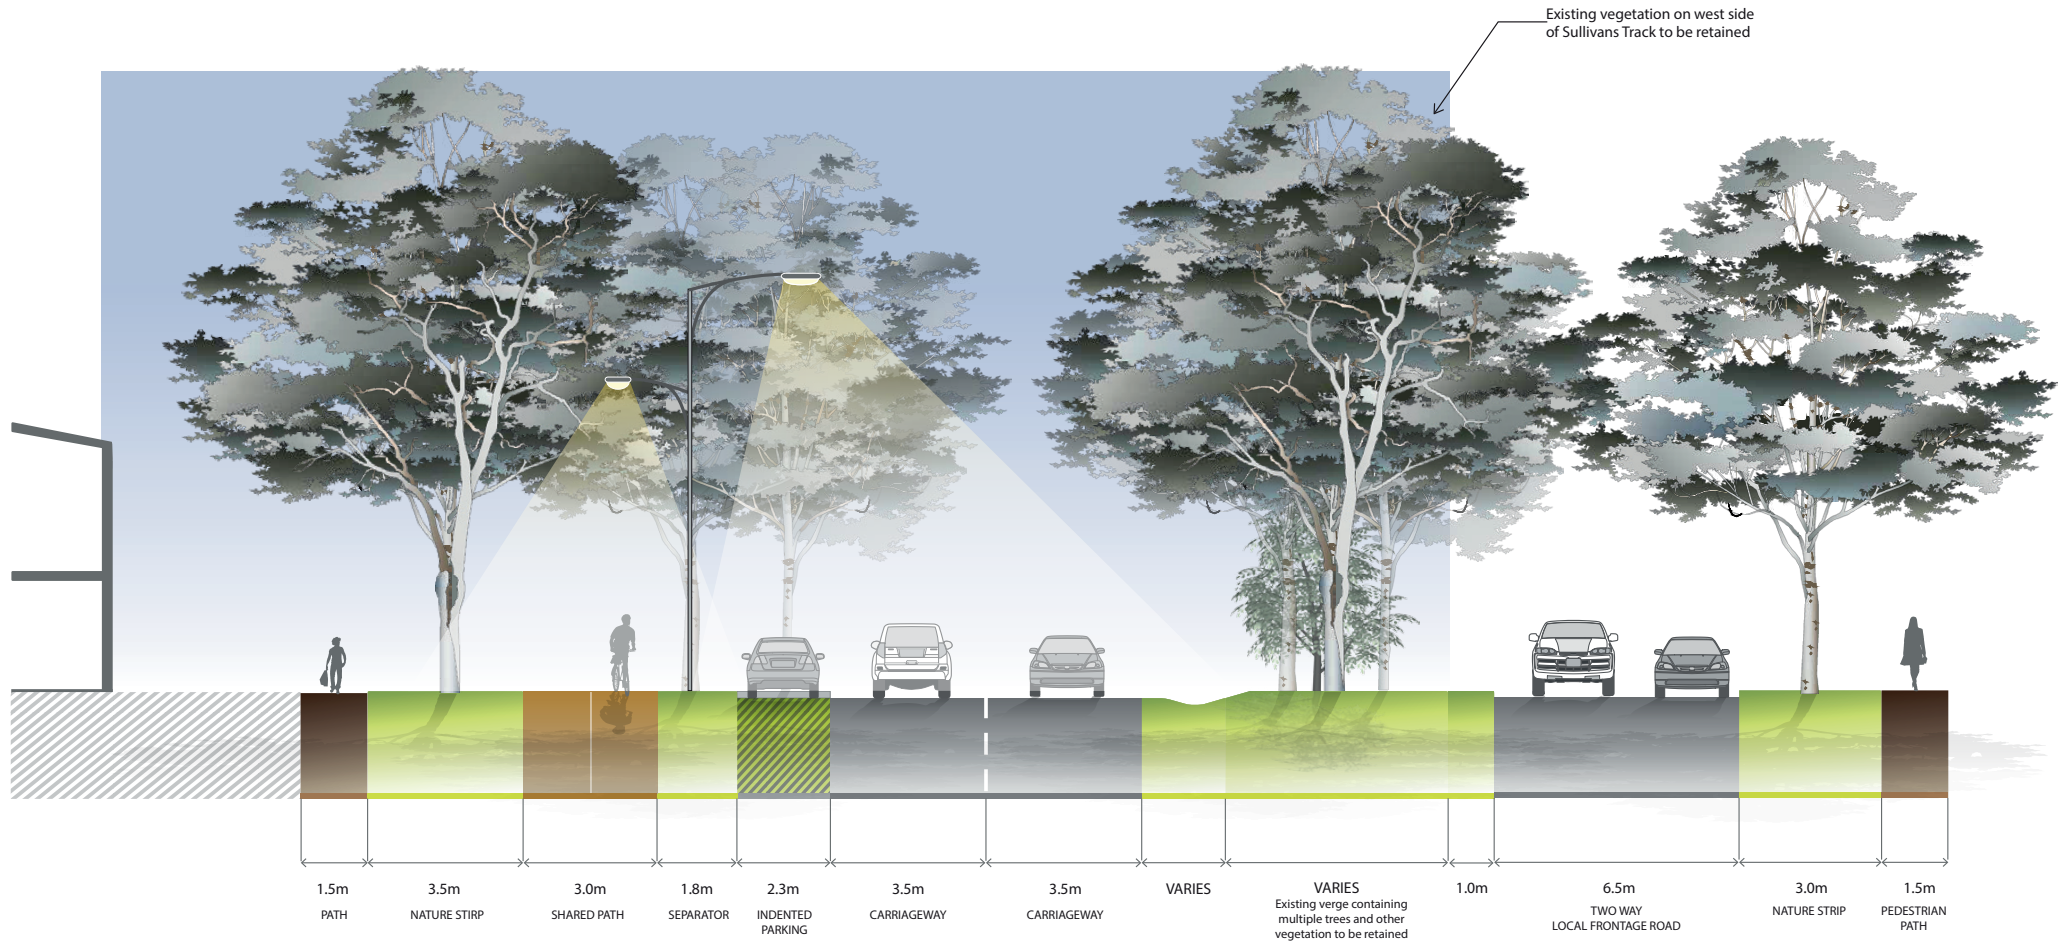 Existing vegetation on west side
of Sullivans Track to be retained
1.5m
PATH
3.5m
NATURE STIRP
3.0m
SHARED PATH
1.8m
SEPARATOR
2.3m
INDENTED
PARKING
3.5m
CARRIAGEWAY
3.5m
CARRIAGEWAY
VARIES
VARIES
Existing verge containing
multiple trees and other
vegetation to be retained
1.0m
6.5m
TWO WAY
LOCAL FRONTAGE ROAD
3.0m
NATURE STRIP
1.5m
PEDESTRIAN
PATH